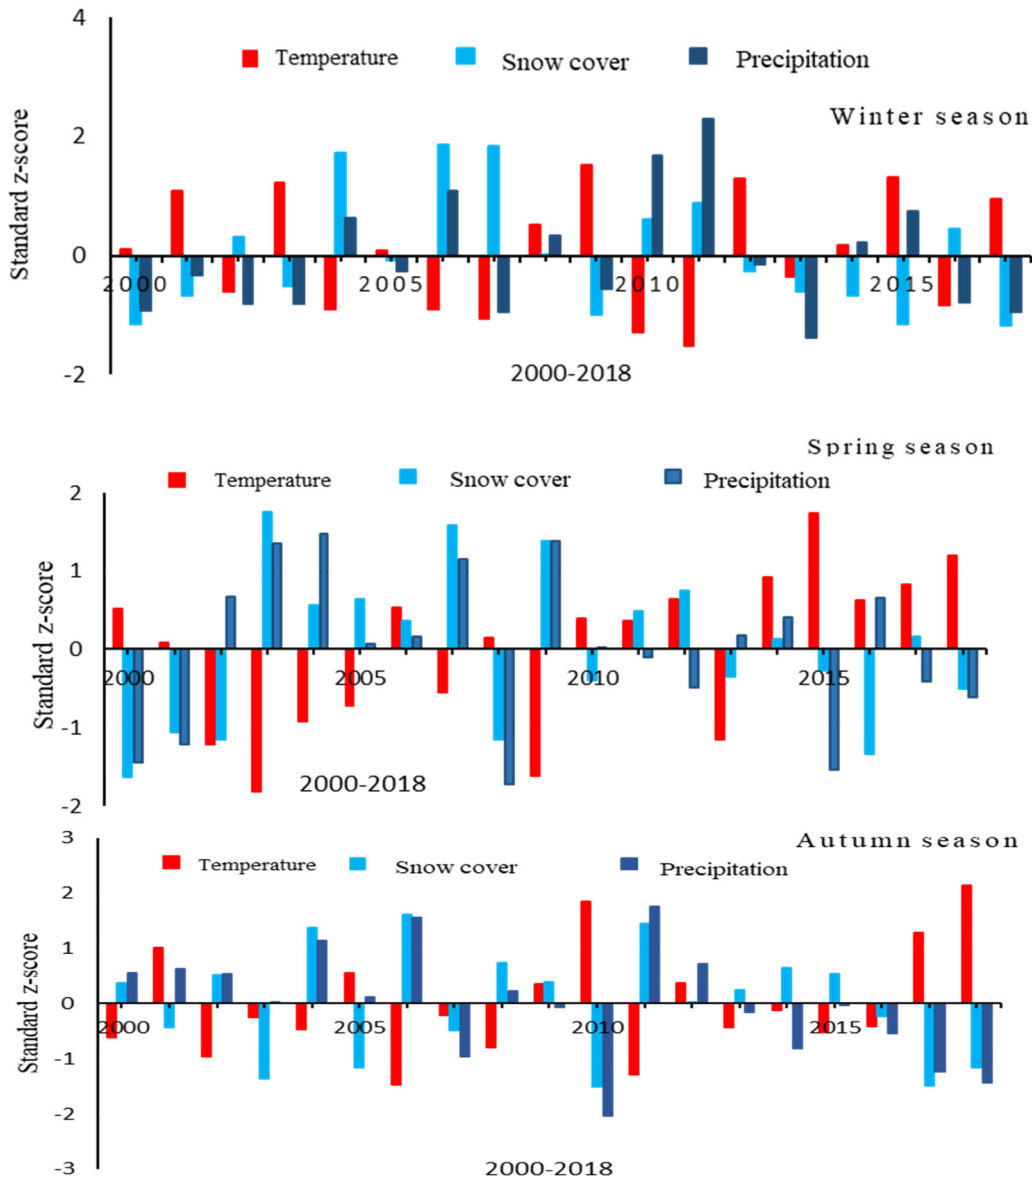 4
Temperature Snow cover Precipitation
2
Winter season
Standard z-score
0
2000 2005 2010 2015
-2
2000-2018
Spring season
Temperature Snow cover Precipitation
2
1
Standard z-score
0
2000 2005 2010 2015
-1
2000-2018
-2
3
Autumn season
Temperature Snow cover Precipitation
2
1
Standard z-score
0
2000 2005 2010 2015
-1
-2
-3
2000-2018